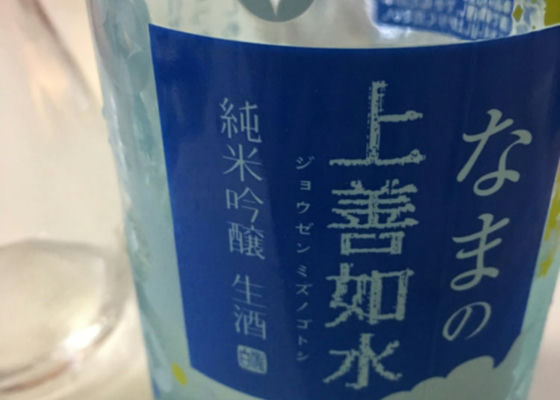 なまの
上善如水
ジョウゼンミズノゴトシ
純米吟醸 生酒